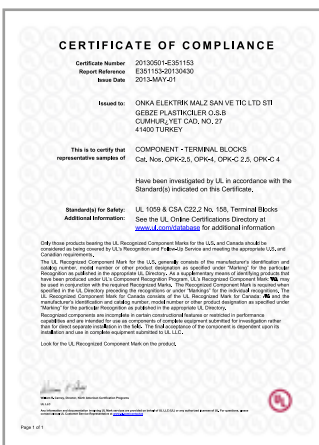 CERTIFICATE OF COMPLIANCE
Certificate Number 20130501-E351153
Report Reference E351153-20130430
Issue Date 2013-MAY-01
Issued to: ONKA ELEKTRIK MALZ SAN VE TIC LTD STI
GEBZE PLASTIKCILER O.S.B
CUMHUR¿YET CAD. NO. 27
41400 TURKEY
This is to certify that COMPONENT - TERMINAL BLOCKS
representative samples of Cat. Nos. OPK-2.5, OPK-4, OPK-C 2.5, OPK-C 4
Have been investigated by UL in accordance with the
Standard(s) indicated on this Certificate.
Standard(s) for Safety: UL 1059 & CSA C22.2 No. 158, Terminal Blocks
Additional Information: See the UL Online Certifications Directory at
www.ul.com/database for additional information
Only those products bearing the UL Recognized Component Marks for the U.S. and Canada should be
considered as being covered by UL's Recognition and Follow-Up Service and meeting the appropriate U.S. and
Canadian requirements.
The UL Recognized Component Mark for the U.S. generally consists of the manufacturer's identification and
catalog number, model number or other product designation as specified under "Marking" for the particular
Recognition as published in the appropriate UL Directory. As a supplementary means of identifying products that
have been produced under UL's Component Recognition Program, UL's Recognized Component Mark may
be used in conjunction with the required Recognized Marks. The Recognized Component Mark is required when
specified in the UL Directory preceding the recognitions or under "Markings" for the individual recognitions. The
UL Recognized Component Mark for Canada consists of the UL Recognized Mark for Canada: and the
manufacturer's identification and catalog number, model number or other product designation as specified under
"Marking" for the particular Recognition as published in the appropriate UL Directory.
Recognized components are incomplete in certain constructional features or restricted in performance
capabilities and are intended for use as components of complete equipment submitted for investigation rather
than for direct separate installation in the field. The final acceptance of the component is dependent upon its
installation and use in complete equipment submitted to UL LLC.
Look for the UL Recognized Component Mark on the product.
William R. Carney, Director, North American Certification Programs
UL LLC
Page 1 of 1